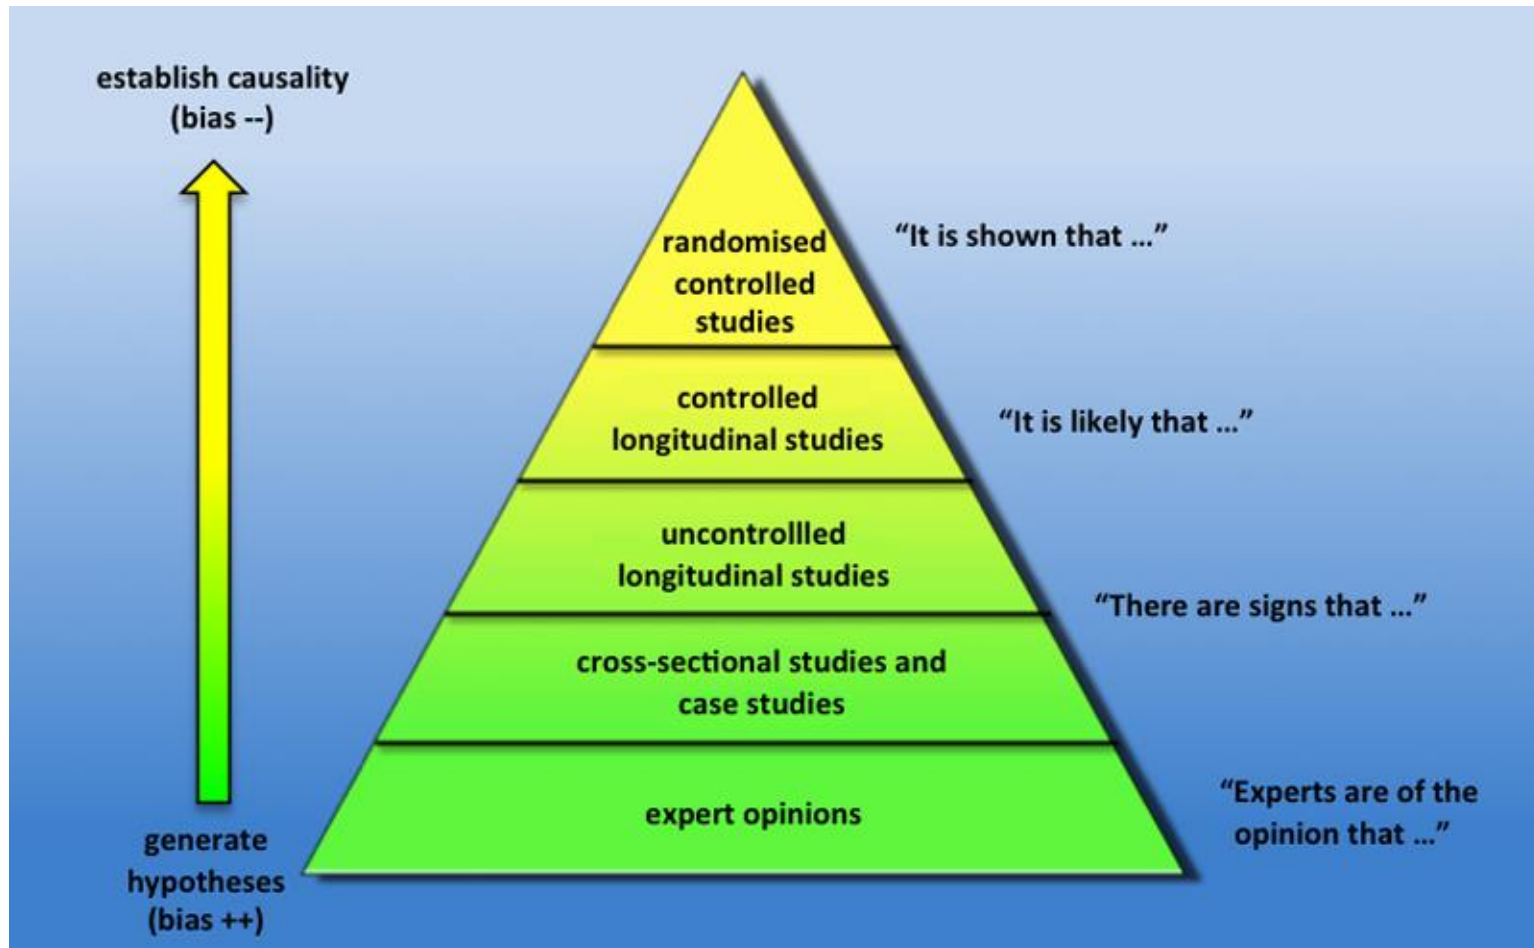 establish causality
(bias --)
generate
hypotheses
(bias ++)
randomised
controlled
studies
controlled
longitudinal studies
uncontrollled
longitudinal studies
cross-sectional studies and
case studies
expert opinions
“It is shown that ...”
“It is likely that ...”
“There are signs that ...”
“Experts are of the
opinion that ...”